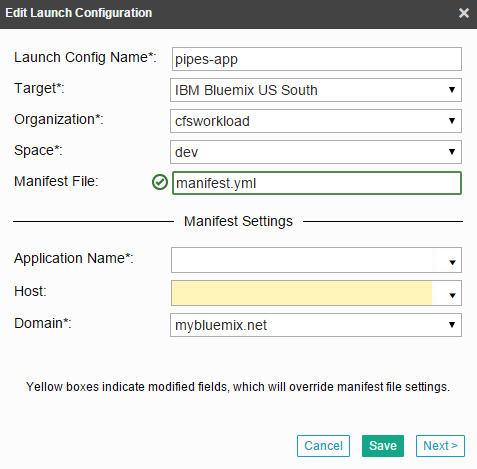 Edit Launch Configuration ×
Launch Config Name*: pipes-app
Target*: IBM Bluemix US South
Organization*: cfsworkload
Space*: dev
Manifest File: manifest.yml
Manifest Settings
Application Name*:
Host:
Domain*: mybluemix.net
Yellow boxes indicate modified fields, which will override manifest file settings.
Cancel Save Next >